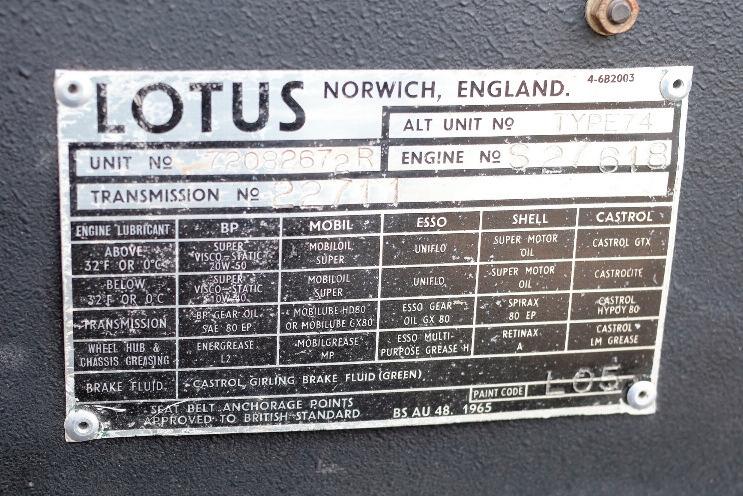 LOTUS NORWICH, ENGLAND. 4-682003
ALT UNIT Nº TYPE74
UNIT Nº 72082672R ENGINE Nº S 27618
TRANSMISSION Nº 22711
ENGINE LUBRICANT BP MOBIL ESSO SHELL CASTROL
ABOVE 32°F OR 0°C SUPER VISCO-STATIC 20W-50 MOBILOIL SUPER UNIFLO SUPER MOTOR OIL CASTROL GTX
BELOW 32°F OR 0°C SUPER VISCO-STATIC 10W-40 MOBILOIL SUPER UNIFLO SUPER MOTOR OIL CASTROLITE
TRANSMISSION BP GEAR OIL SAE 80 EP MOBILUBE HD80 OR MOBILUBE GX80 ESSO GEAR OIL GX 80 SPIRAX 80 EP CASTROL HYPOY 80
WHEEL HUB & CHASSIS GREASING ENERGREASE L2 MOBILGREASE MP ESSO MULTI-PURPOSE GREASE H RETINAX A CASTROL LM GREASE
BRAKE FLUID CASTROL, GIRLING BRAKE FLUID (GREEN)
PAINT CODE L05
SEAT BELT ANCHORAGE POINTS
APPROVED TO BRITISH STANDARD BS AU 48. 1965